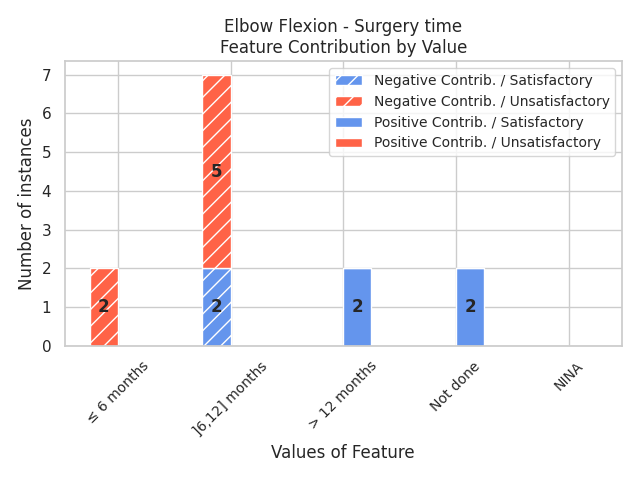 Elbow Flexion - Surgery time
Feature Contribution by Value
Number of instances
7
6
5
4
3
2
1
0
Negative Contrib. / Satisfactory
Negative Contrib. / Unsatisfactory
Positive Contrib. / Satisfactory
Positive Contrib. / Unsatisfactory
5
2
2
2
2
≤ 6 months
]6,12] months
> 12 months
Not done
NINA
Values of Feature